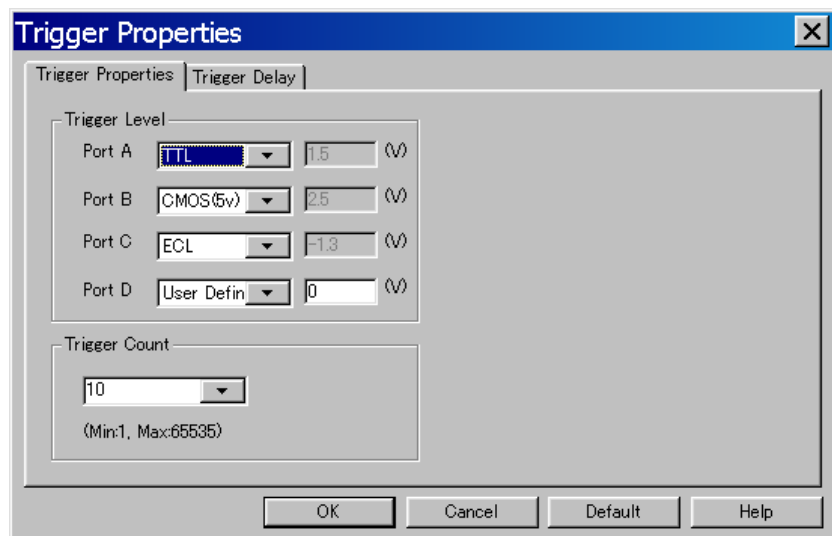 Trigger Properties
Trigger Properties Trigger Delay
Trigger Level
Port A TTL 1.5 (V)
Port B CMOS(5v) 2.5 (V)
Port C ECL -1.3 (V)
Port D User Defin 0 (V)
Trigger Count
10
(Min:1, Max:65535)
OK Cancel Default Help